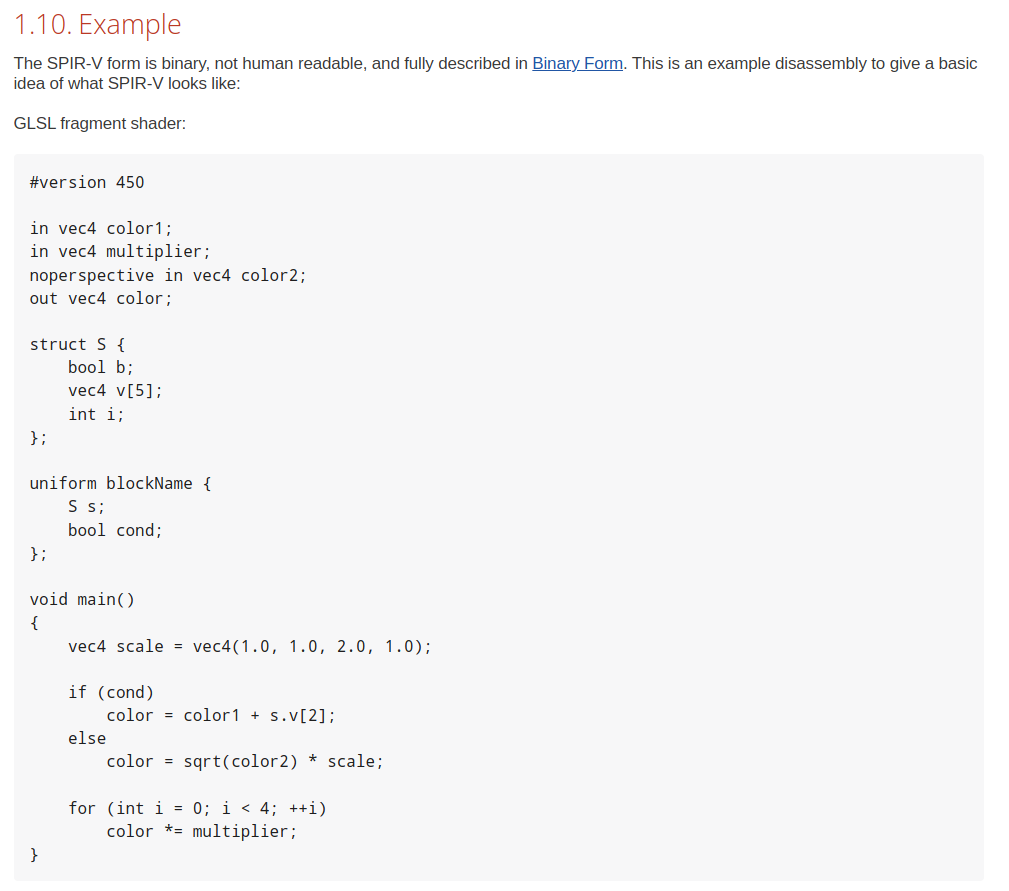 1.10. Example
The SPIR-V form is binary, not human readable, and fully described in Binary Form. This is an example disassembly to give a basic
idea of what SPIR-V looks like:
GLSL fragment shader:
#version 450
in vec4 color1;
in vec4 multiplier;
noperspective in vec4 color2;
out vec4 color;
struct S {
    bool b;
    vec4 v[5];
    int i;
};
uniform blockName {
    S s;
    bool cond;
};
void main()
{
    vec4 scale = vec4(1.0, 1.0, 2.0, 1.0);
    if (cond)
        color = color1 + s.v[2];
    else
        color = sqrt(color2) * scale;
    for (int i = 0; i < 4; ++i)
        color *= multiplier;
}